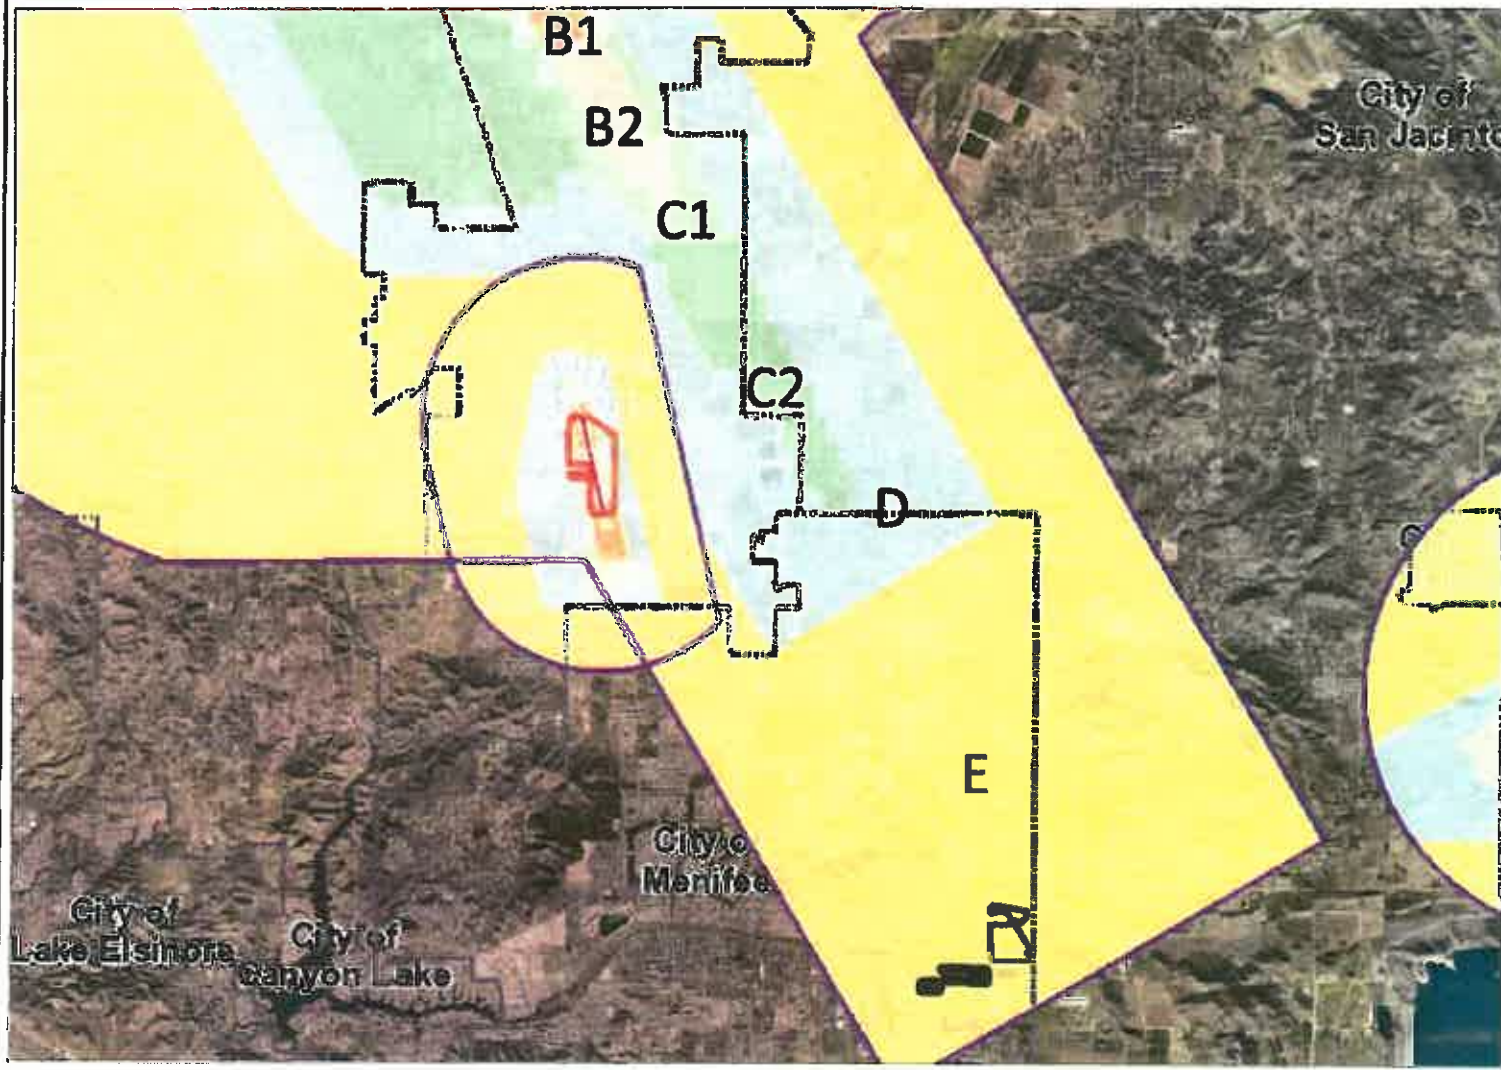 B1
City of
San Jacinto
B2
C1
C2
D
E
City of
Menifee
City of
Lake Elsinore
City of
Canyon Lake